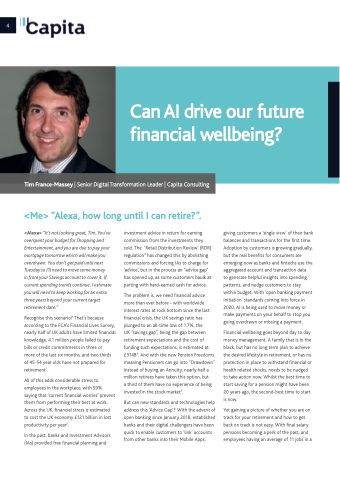 4
Capita
Can AI drive our future
financial wellbeing?
Tim France-Massey | Senior Digital Transformation Leader | Capita Consulting
<Me> "Alexa, how long until I can retire?".
<Alexa> "It's not looking great, Tim. You've
overspent your budget for Shopping and
Entertainment, and you are due to pay your
mortgage tomorrow which will make you
overdrawn. You don't get paid until next
Tuesday so I'll need to move some money
in from your Savings account to cover it. If
current spending trends continue, I estimate
you will need to keep working for an extra
three years beyond your current target
retirement date."
Recognise this scenario? That's because
according to the FCA's Financial Lives Survey,
nearly half of UK adults have limited financial
knowledge, 4.1 million people failed to pay
bills or credit commitments in three or
more of the last six months, and two thirds
of 45-54 year olds have not prepared for
retirement¹.
All of this adds considerable stress to
employees in the workplace; with 59%
saying that 'current financial worries' prevent
them from performing their best at work.
Across the UK, financial stress is estimated
to cost the UK economy £121 billion in lost
productivity per year².
In the past, Banks and Investment Advisors
(IAs) provided free financial planning and
investment advice in return for earning
commission from the investments they
sold. The "Retail Distribution Review" (RDR)
regulation³ has changed this by abolishing
commissions and forcing IAs to charge for
'advice', but in the process an "advice gap"
has opened up, as some customers baulk at
parting with hard-earned cash for advice.
The problem is, we need financial advice
more than ever before - with worldwide
interest rates at rock bottom since the last
financial crisis, the UK savings ratio has
plunged to an all-time low of 1.7%, the
UK "savings gap", being the gap between
retirement expectations and the cost of
funding such expectations, is estimated at
£314B⁴. And with the new Pension Freedoms
meaning Pensioners can go into "Drawdown"
instead of buying an Annuity, nearly half a
million retirees have taken this option, but
a third of them have no experience of being
invested in the stock market⁵.
But can new standards and technologies help
address this 'Advice Gap'? With the advent of
open banking since January 2018, established
banks and their digital challengers have been
quick to enable customers to 'link' accounts
from other banks into their Mobile Apps,
giving customers a 'single view' of their bank
balances and transactions for the first time.
Adoption by customers is growing gradually,
but the real benefits for consumers are
emerging now as banks and fintechs use the
aggregated account and transaction data
to generate helpful insights into spending
patterns, and nudge customers to stay
within budget. With 'open banking payment
initiation' standards coming into force in
2020, AI is being used to move money or
make payments on your behalf to stop you
going overdrawn or missing a payment.
Financial wellbeing goes beyond day to day
money management. A family that is in the
black, but has no long term plan to achieve
the desired lifestyle in retirement, or has no
protection in place to withstand financial or
health related shocks, needs to be nudged
to take action now. Whilst the best time to
start saving for a pension might have been
20 years ago, the second-best time to start
is now.
Yet gaining a picture of whether you are on
track for your retirement and how to get
back on track is not easy. With final salary
pensions becoming a perk of the past, and
employees having an average of 11 jobs in a